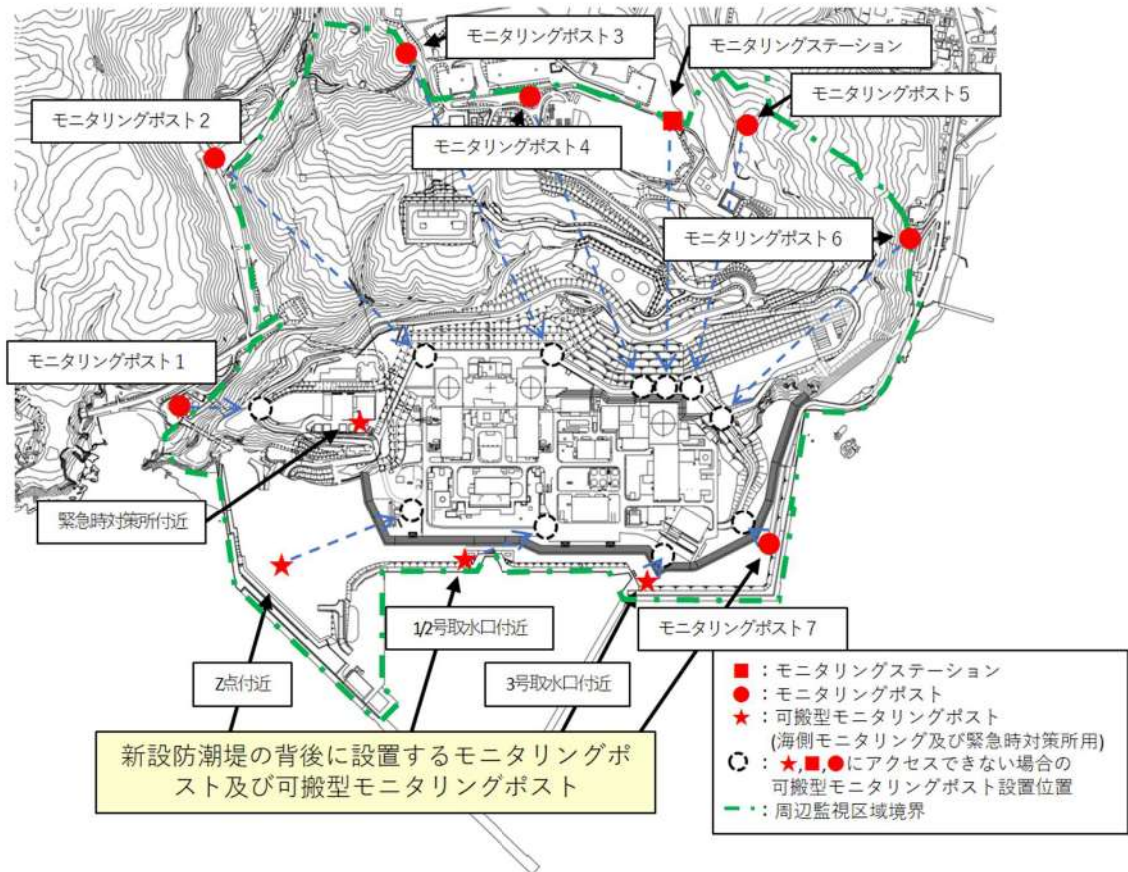 モニタリングポスト3
モニタリングステーション
モニタリングポスト2
モニタリングポスト5
モニタリングポスト4
モニタリングポスト6
モニタリングポスト1
緊急時対策所付近
1/2号取水口付近
モニタリングポスト7
Z点付近
3号取水口付近
新設防潮堤の背後に設置するモニタリングポ
スト及び可搬型モニタリングポスト
■：モニタリングステーション
●：モニタリングポスト
★：可搬型モニタリングポスト
(海側モニタリング及び緊急時対策所用)
：★,■,●にアクセスできない場合の
可搬型モニタリングポスト設置位置
：周辺監視区域境界